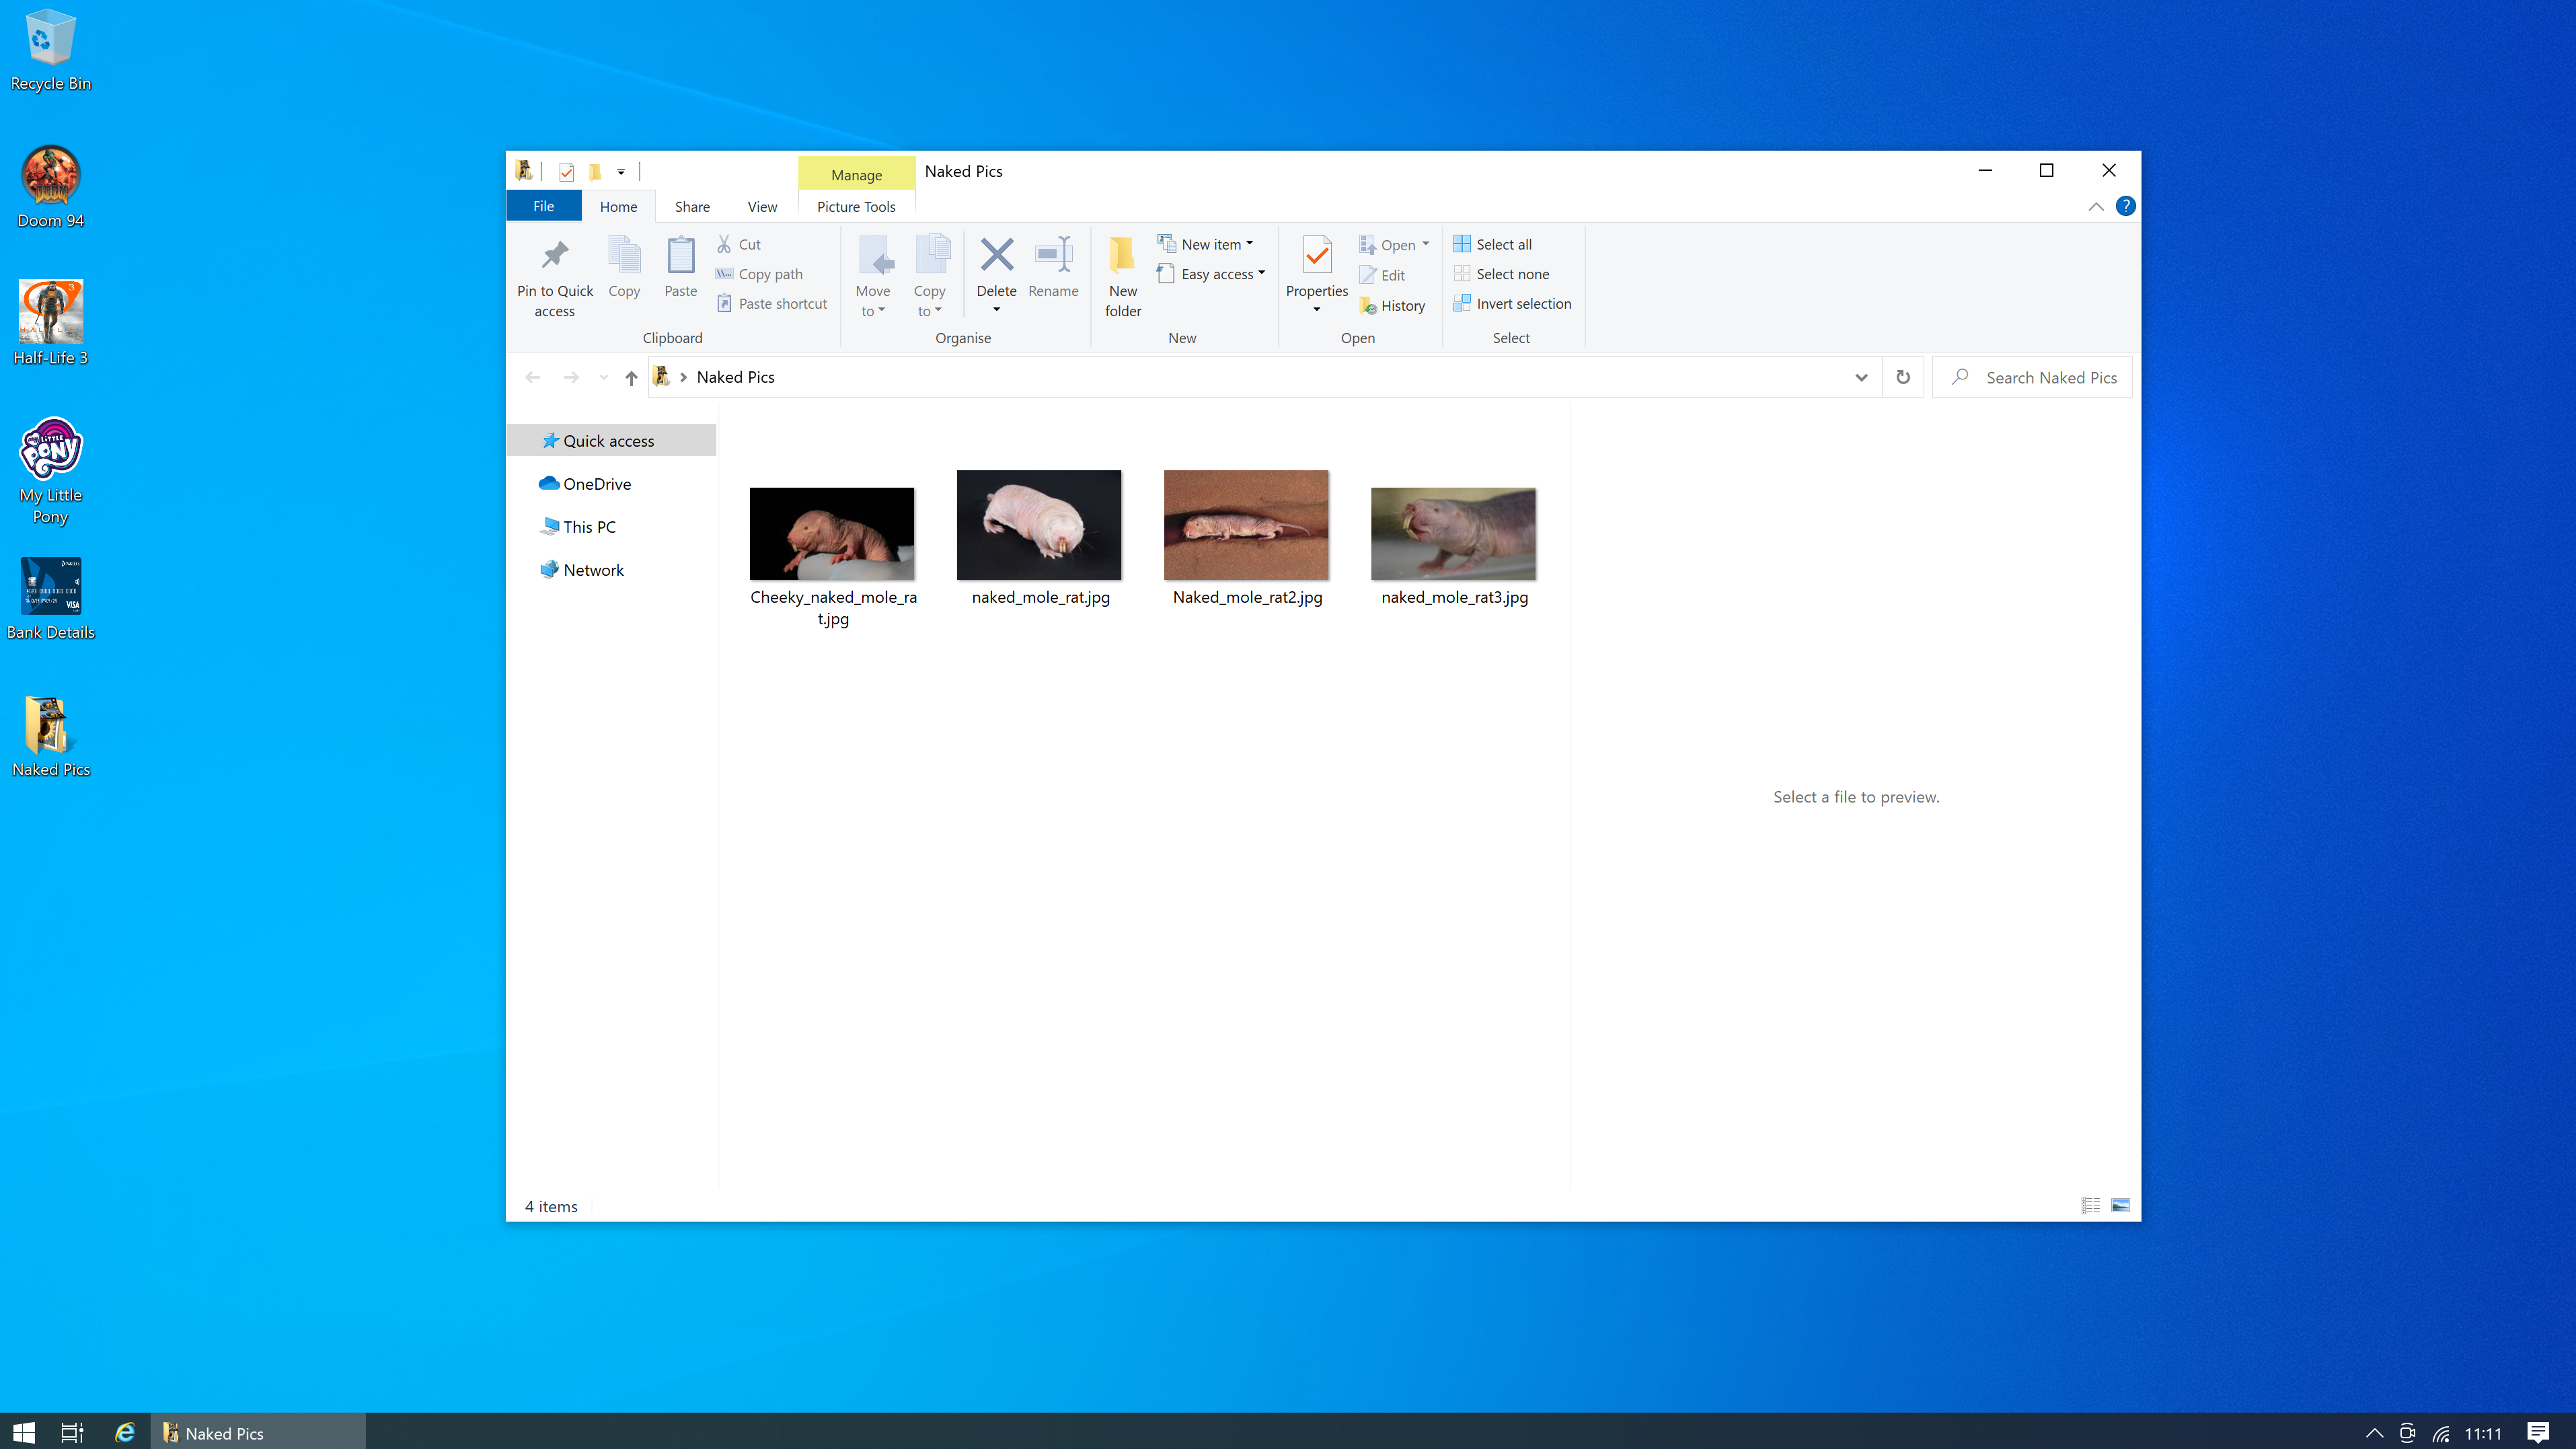 Recycle Bin
Doom 94
Half-Life 3
My Little
Pony
Bank Details
Naked Pics
Manage
Naked Pics
File
Home
Share
View
Picture Tools
Pin to Quick
access
Copy
Paste
Cut
Copy path
Paste shortcut
Clipboard
Move
to
Copy
to
Delete
Rename
Organise
New
folder
New item
Easy access
New
Properties
Open
Edit
History
Open
Select all
Select none
Invert selection
Select
Naked Pics
Search Naked Pics
Quick access
OneDrive
This PC
Network
Cheeky_naked_mole_ra
t.jpg
naked_mole_rat.jpg
Naked_mole_rat2.jpg
naked_mole_rat3.jpg
Select a file to preview.
4 items
Naked Pics
11:11